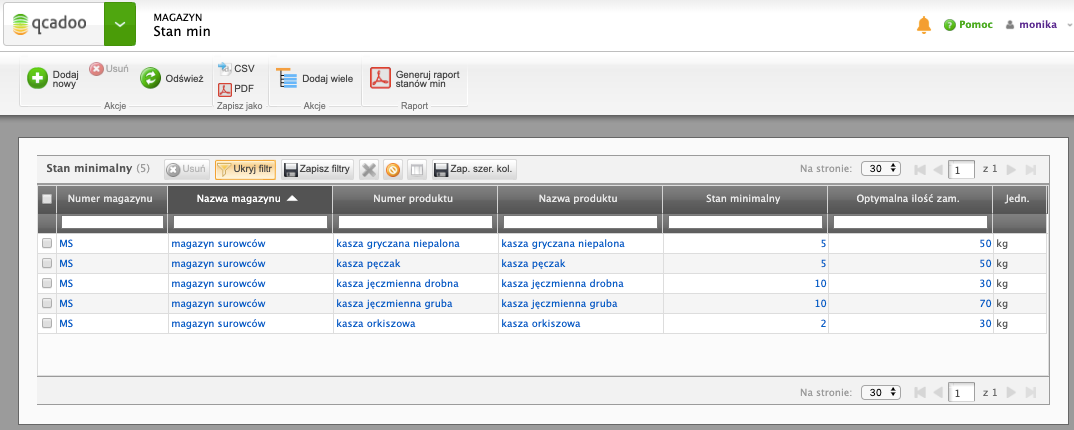 qcadoo
MAGAZYN
Stan min
Pomoc
monika
Dodaj nowy
Usuń
Odśwież
Akcje
CSV
PDF
Zapisz jako
Dodaj wiele
Akcje
Generuj raport stanów min
Raport
Stan minimalny (5) Usuń Ukryj filtr Zapisz filtry Zap. szer. kol. Na stronie: 30 1 z 1
Numer magazynu Nazwa magazynu Numer produktu Nazwa produktu Stan minimalny Optymalna ilość zam. Jedn.
MS magazyn surowców kasza gryczana niepalona kasza gryczana niepalona 5 50 kg
MS magazyn surowców kasza pęczak kasza pęczak 5 50 kg
MS magazyn surowców kasza jęczmienna drobna kasza jęczmienna drobna 10 30 kg
MS magazyn surowców kasza jęczmienna gruba kasza jęczmienna gruba 10 70 kg
MS magazyn surowców kasza orkiszowa kasza orkiszowa 2 30 kg
Na stronie: 30 1 z 1